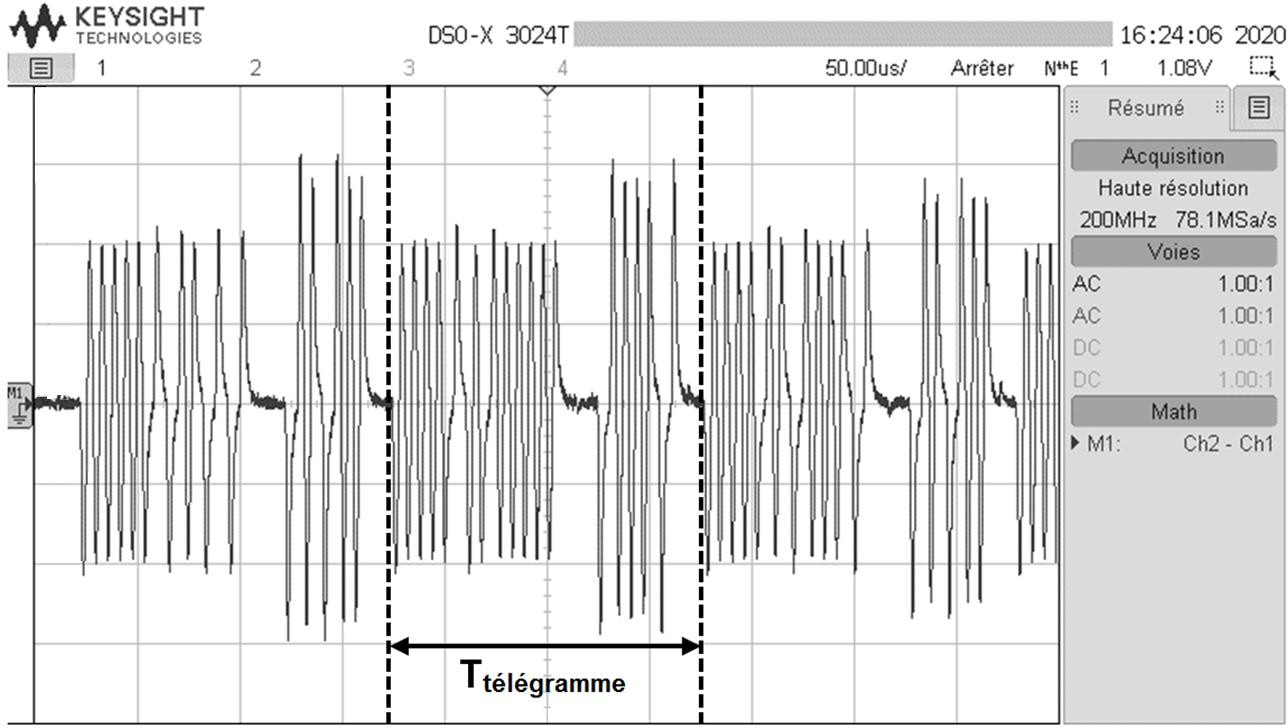 KEYSIGHT
TECHNOLOGIES
DSO-X 3024T 16:24:06 2020
1 2 3 4 50.00us/ Arrêter NᵗʰE 1 1.08V
Résumé
Acquisition
Haute résolution
200MHz 78.1MSa/s
Voies
AC 1.00:1
AC 1.00:1
DC 1.00:1
DC 1.00:1
Math
M1: Ch2 - Ch1
M1
Ttélégramme